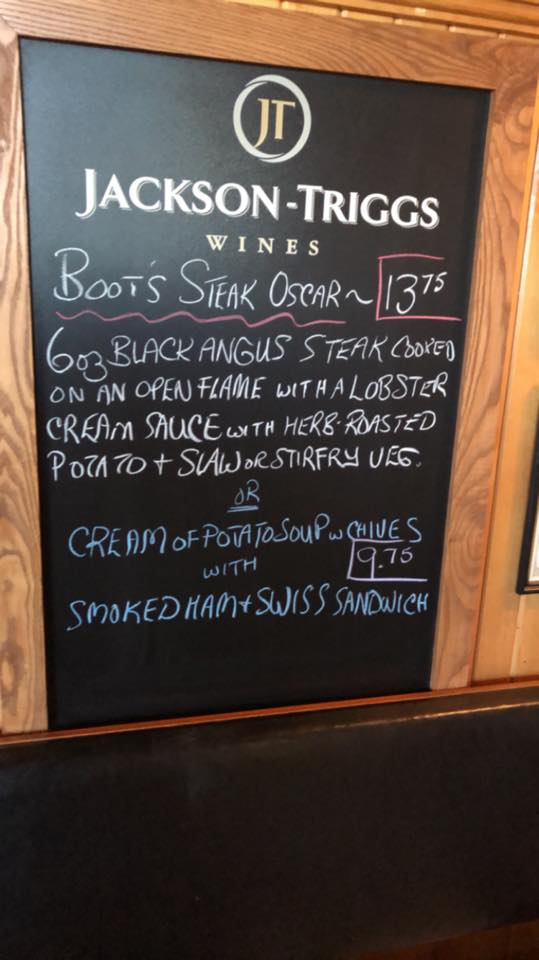 JT
JACKSON-TRIGGS
WINES
BOOT'S STEAK OSCAR ~ 13 75
6oz BLACK ANGUS STEAK COOKED
ON AN OPEN FLAME WITH A LOBSTER
CREAM SAUCE WITH HERB-ROASTED
POTATO + SLAW OR STIRFRY VEG.
OR
CREAM OF POTATO SOUP w CHIVES
WITH 9.75
SMOKED HAM + SWISS SANDWICH